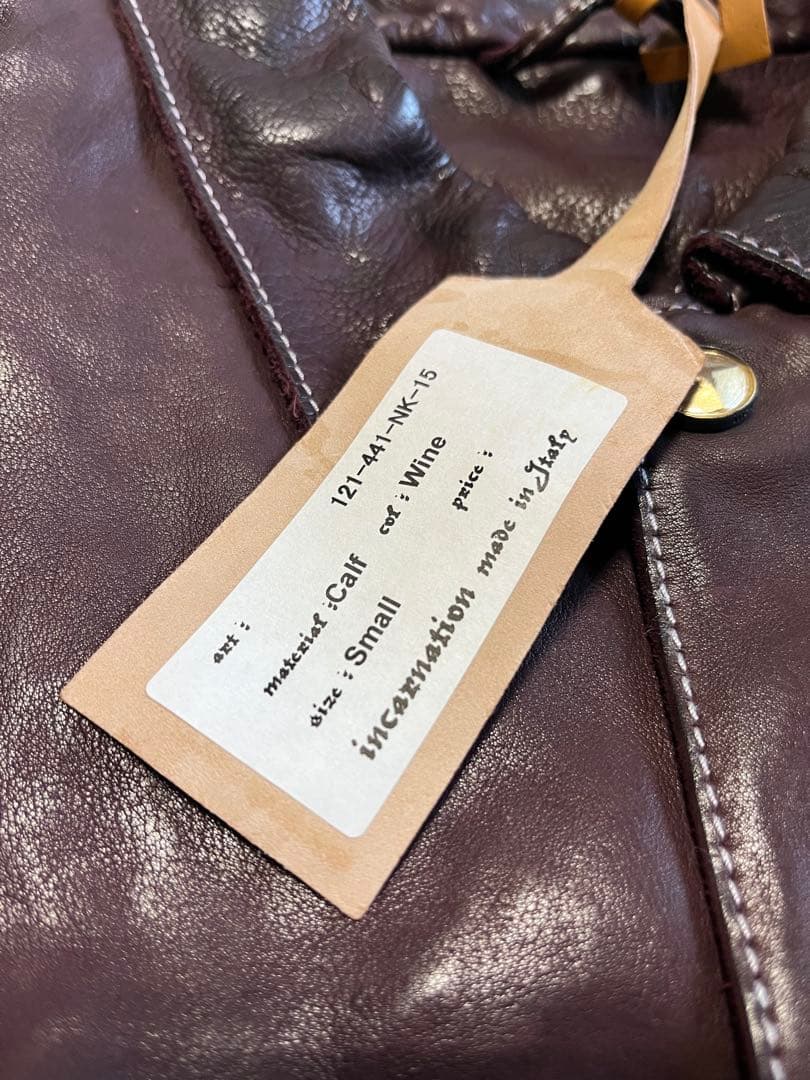 art : 121-441-NK-15
material : Calf col : Wine
size : Small price :
incarnation made in Italy